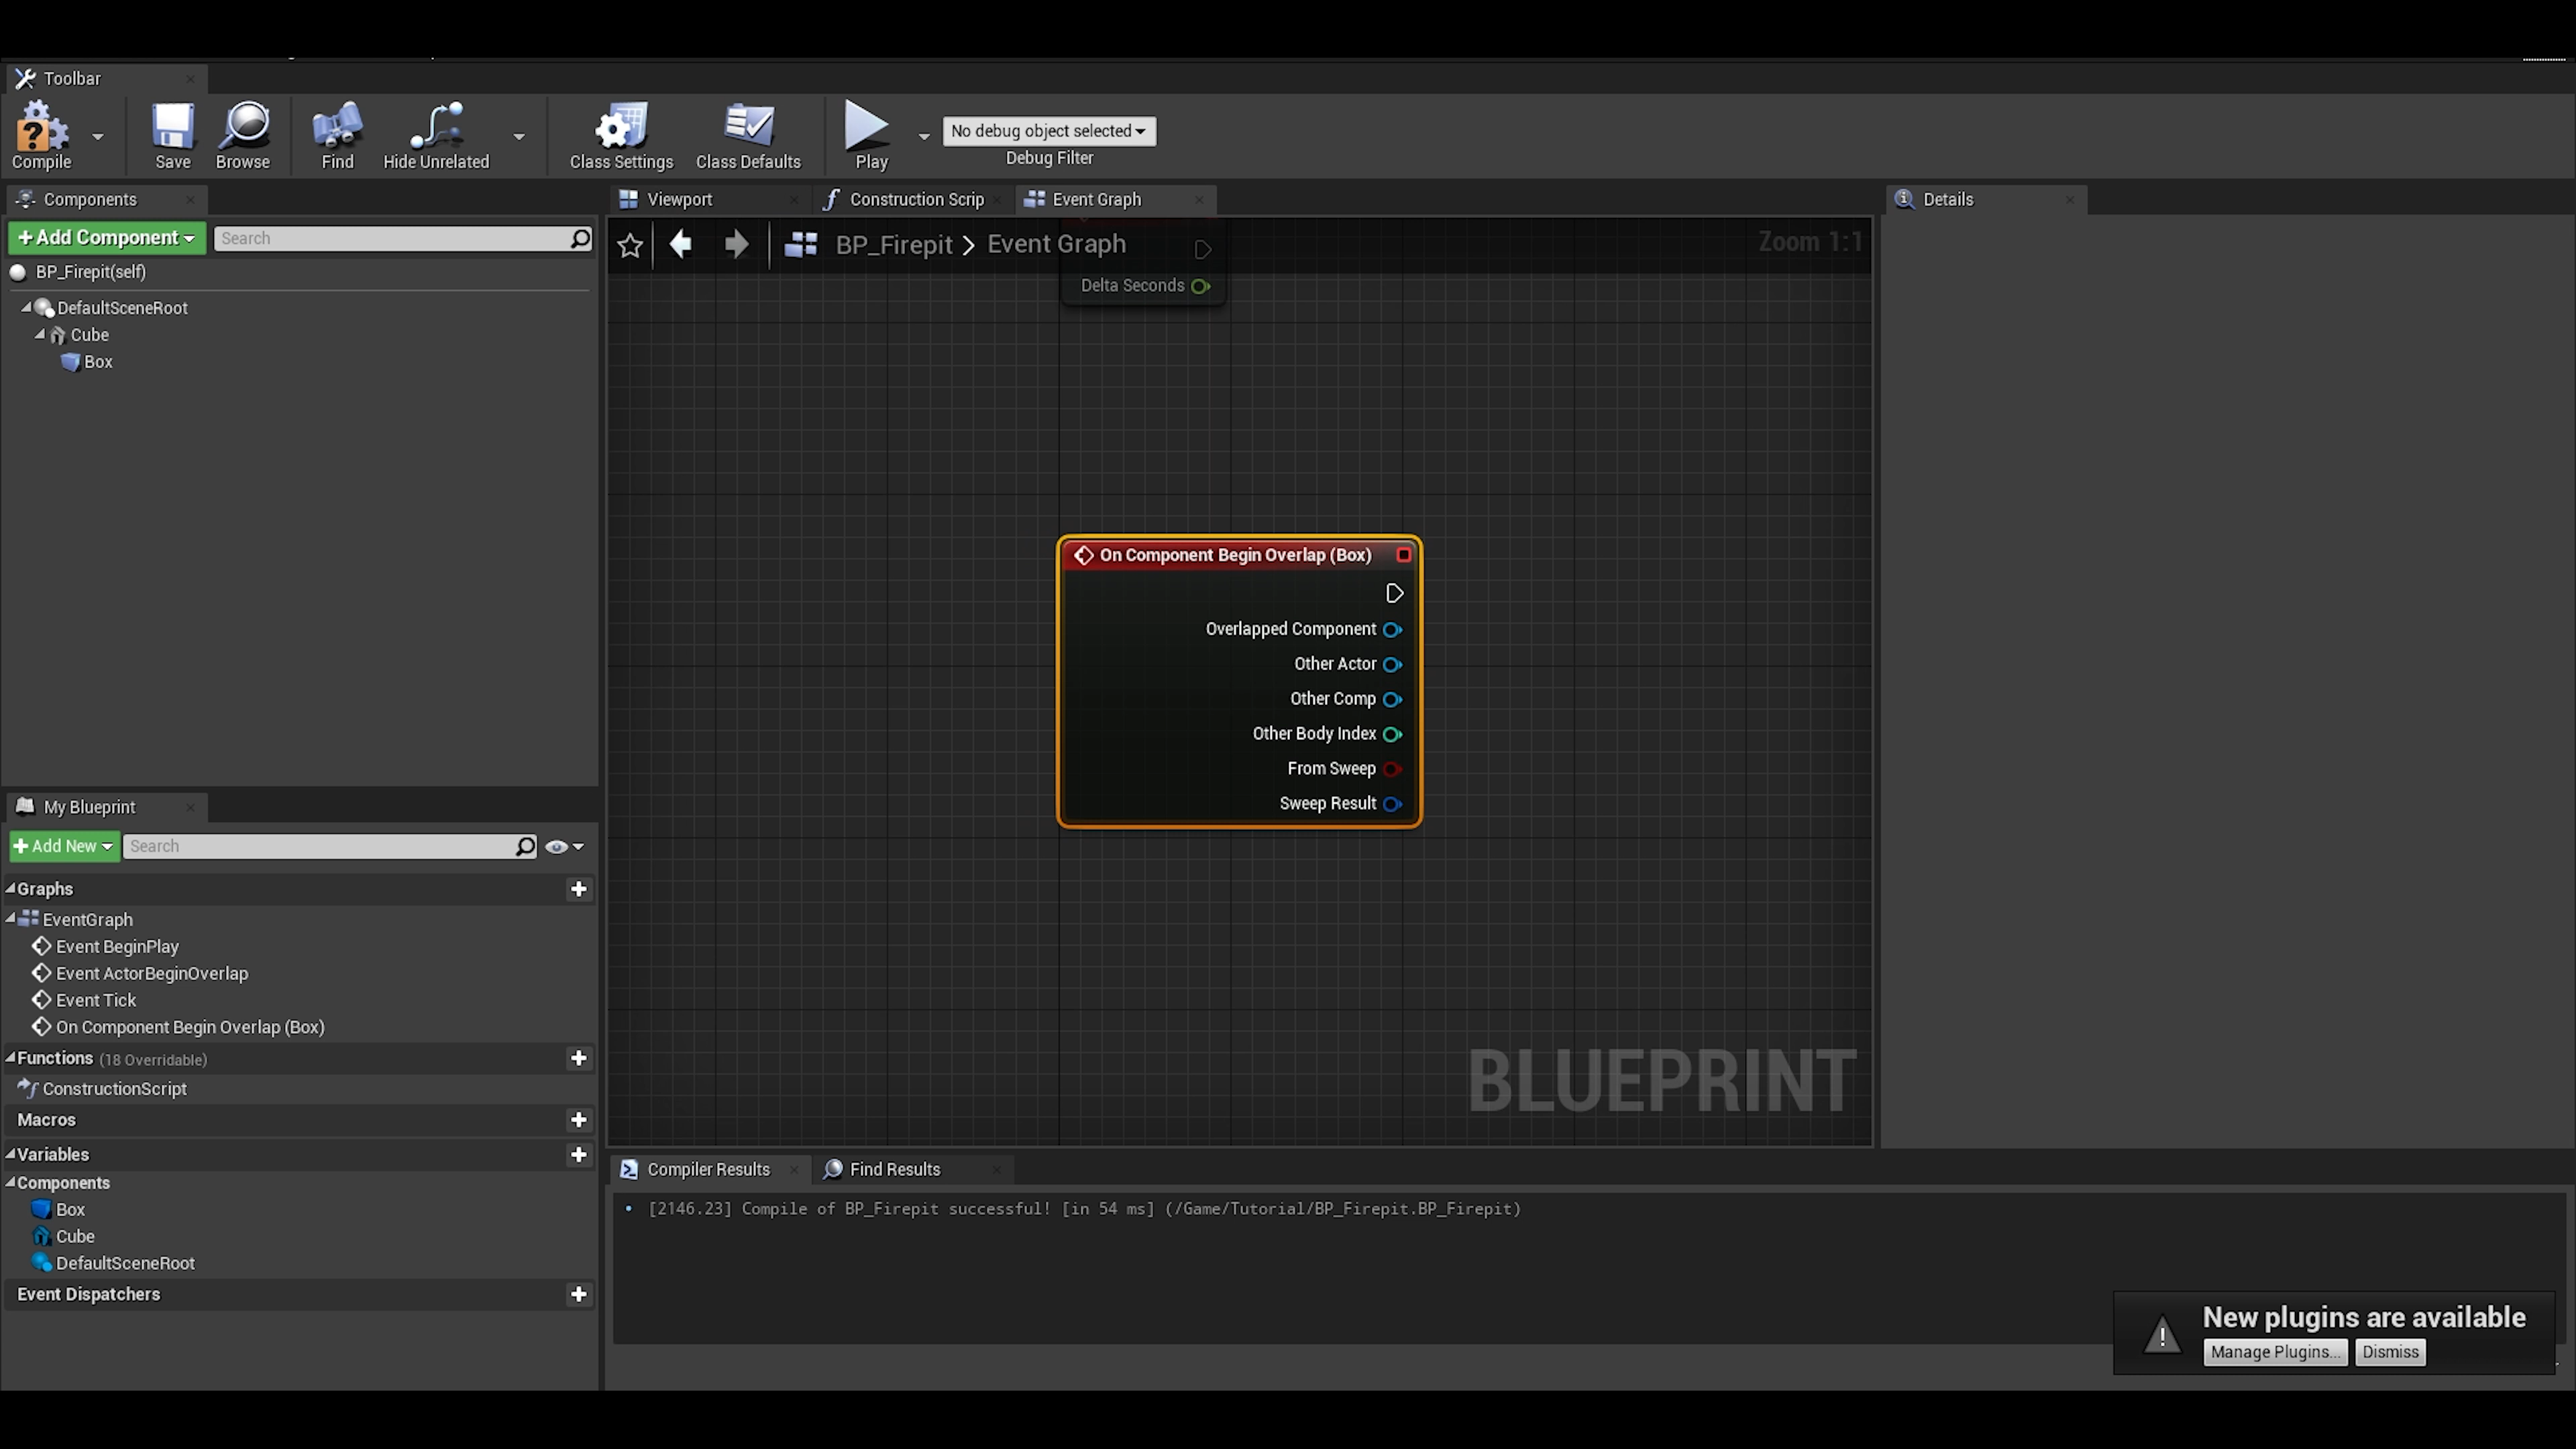 Toolbar
Compile
Save
Browse
Find
Hide Unrelated
Class Settings
Class Defaults
Play
No debug object selected
Debug Filter
Components
+Add Component
Search
BP_Firepit(self)
DefaultSceneRoot
Cube
Box
Viewport
Construction Scrip
Event Graph
BP_Firepit > Event Graph
Zoom 1:1
Delta Seconds
On Component Begin Overlap (Box)
Overlapped Component
Other Actor
Other Comp
Other Body Index
From Sweep
Sweep Result
BLUEPRINT
Details
My Blueprint
+Add New
Search
Graphs
EventGraph
Event BeginPlay
Event ActorBeginOverlap
Event Tick
On Component Begin Overlap (Box)
Functions (18 Overridable)
ConstructionScript
Macros
Variables
Components
Box
Cube
DefaultSceneRoot
Event Dispatchers
Compiler Results
Find Results
• [2146.23] Compile of BP_Firepit successful! [in 54 ms] (/Game/Tutorial/BP_Firepit.BP_Firepit)
New plugins are available
Manage Plugins...
Dismiss